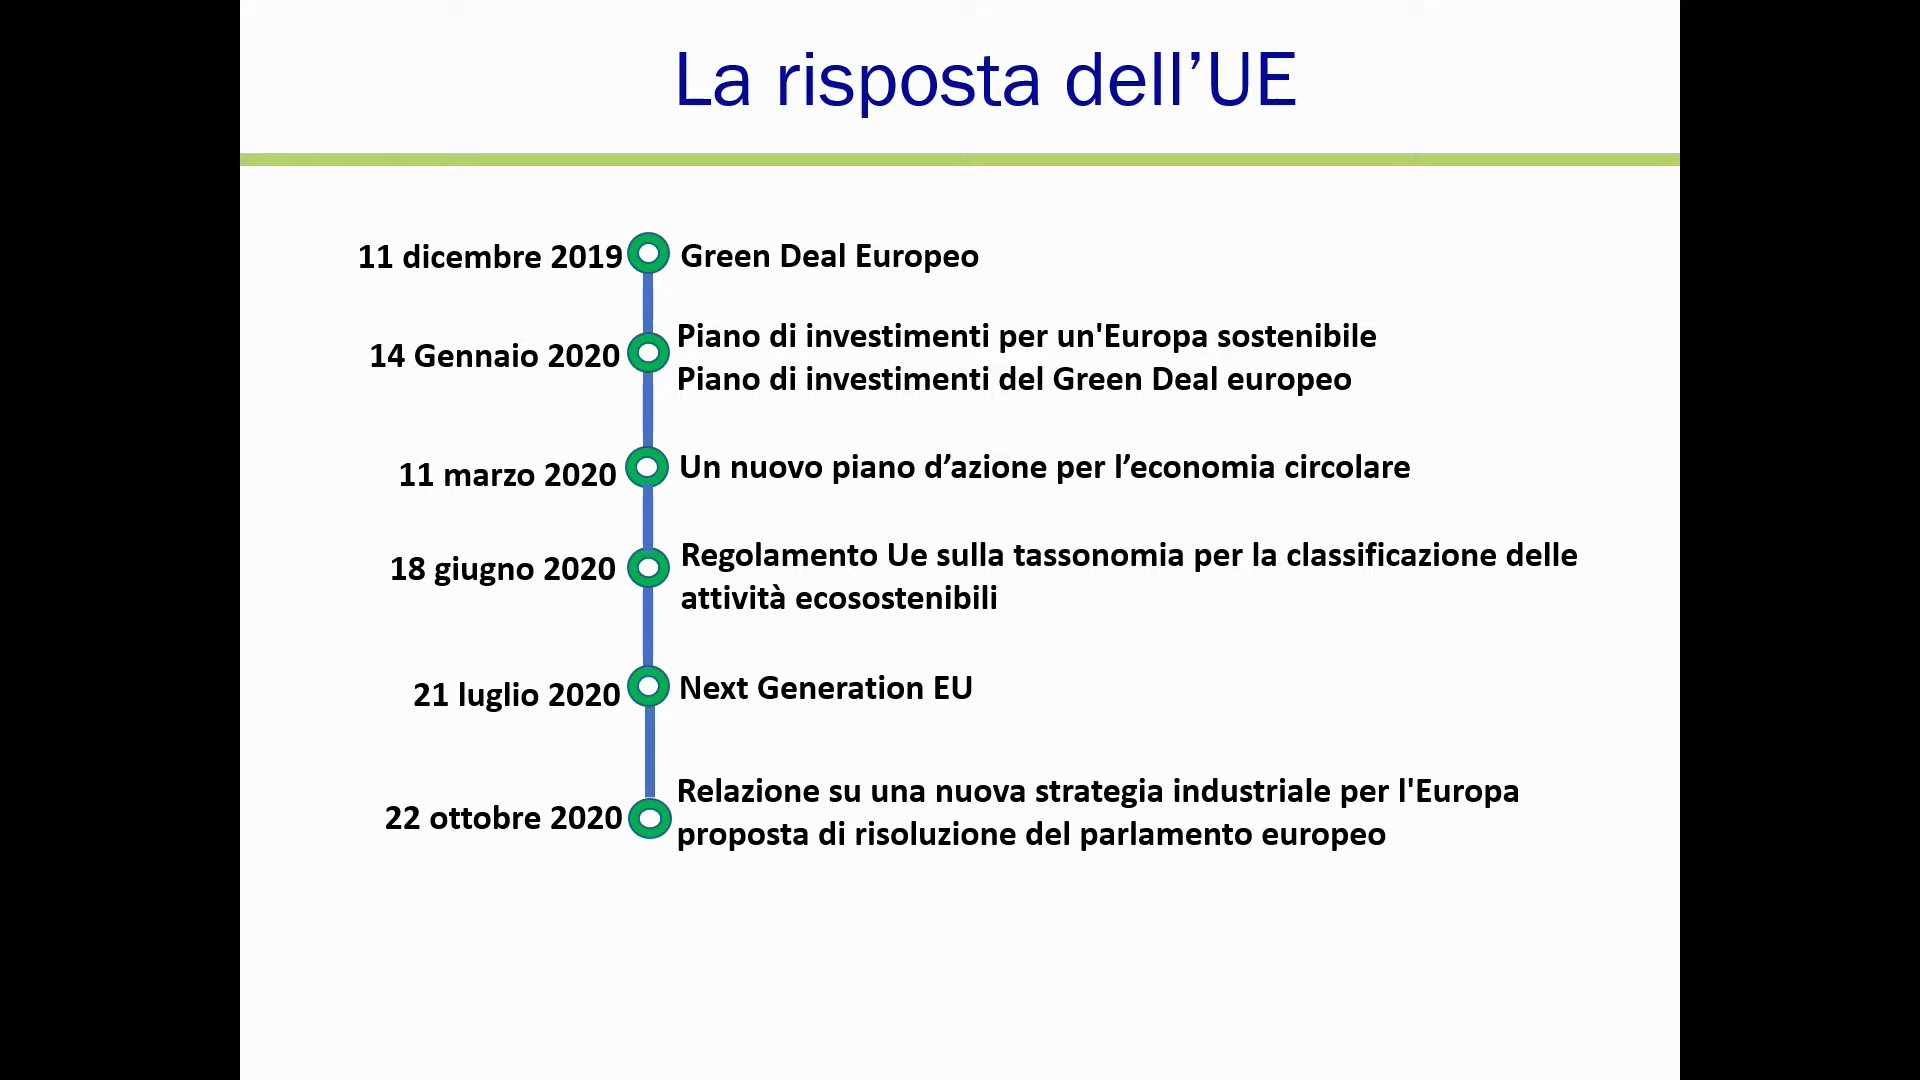 La risposta dell’UE
11 dicembre 2019
Green Deal Europeo
14 Gennaio 2020
Piano di investimenti per un'Europa sostenibile
Piano di investimenti del Green Deal europeo
11 marzo 2020
Un nuovo piano d’azione per l’economia circolare
18 giugno 2020
Regolamento Ue sulla tassonomia per la classificazione delle
attività ecosostenibili
21 luglio 2020
Next Generation EU
22 ottobre 2020
Relazione su una nuova strategia industriale per l'Europa
proposta di risoluzione del parlamento europeo